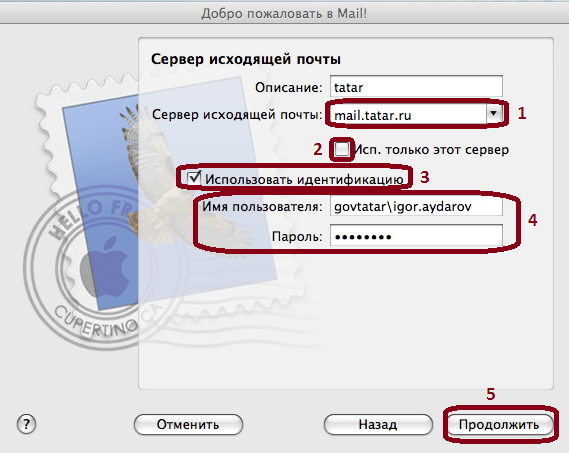 Добро пожаловать в Mail!
Сервер исходящей почты
Описание: tatar
Сервер исходящей почты: mail.tatar.ru 1
2 Исп. только этот сервер
Использовать идентификацию 3
Имя пользователя: govtatar\igor.aydarov
4
Пароль: ••••••••
HELLO FR
CUPERTINO, CA
5
? Отменить Назад Продолжить